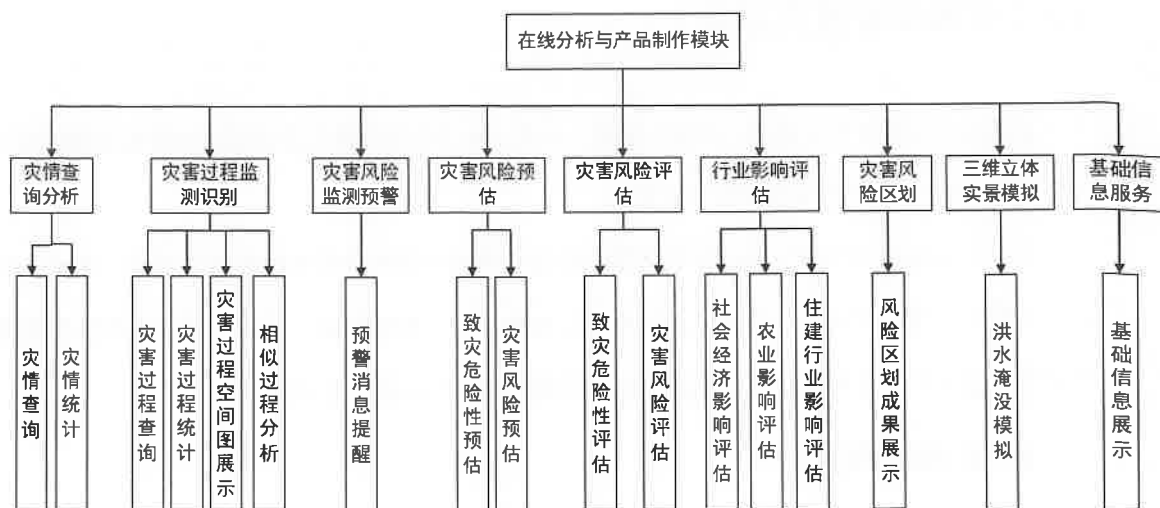 在线分析与产品制作模块
灾情查
询分析
灾害过程监
测识别
灾害风险
监测预警
灾害风险预
估
灾害风险评
估
行业影响评
估
灾害风
险区划
三维立体
实景模拟
基础信
息服务
灾情查询
灾情统计
灾害过程查询
灾害过程统计
灾害过程空间图展示
相似过程分析
预警消息提醒
致灾危险性预估
灾害风险预估
致灾危险性评估
灾害风险评估
社会经济影响评估
农业影响评估
住建行业影响评估
风险区划成果展示
洪水淹没模拟
基础信息展示